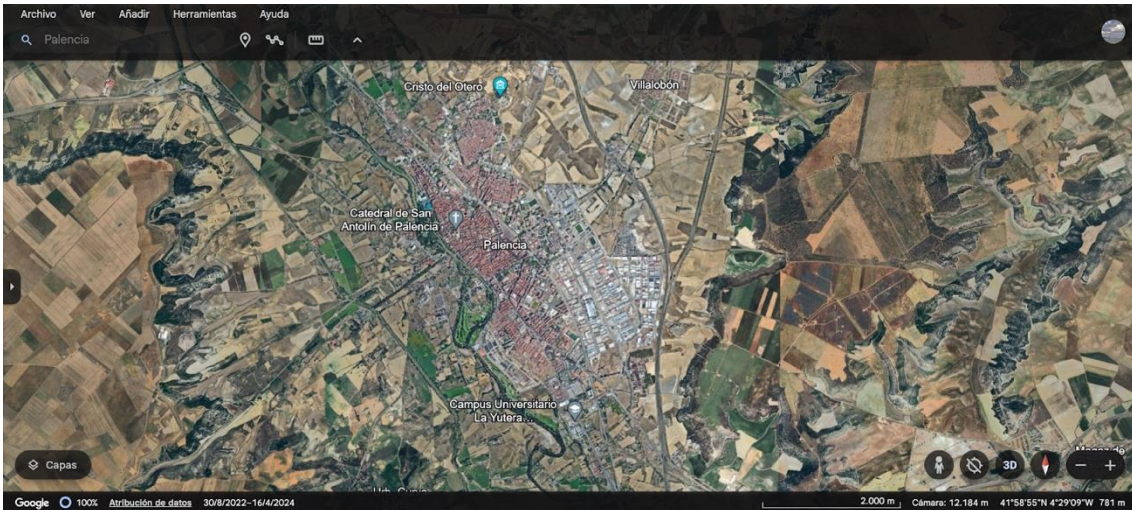 Archivo Ver Añadir Herramientas Ayuda
Palencia
Cristo del Otero
Villalobón
Catedral de San
Antolín de Palencia
Palencia
Campus Universitario
La Yutera...
Capas
3D
Google 100% Atribución de datos 30/8/2022–16/4/2024 2.000 m Cámara: 12.184 m 41°58'55"N 4°29'09"W 781 m